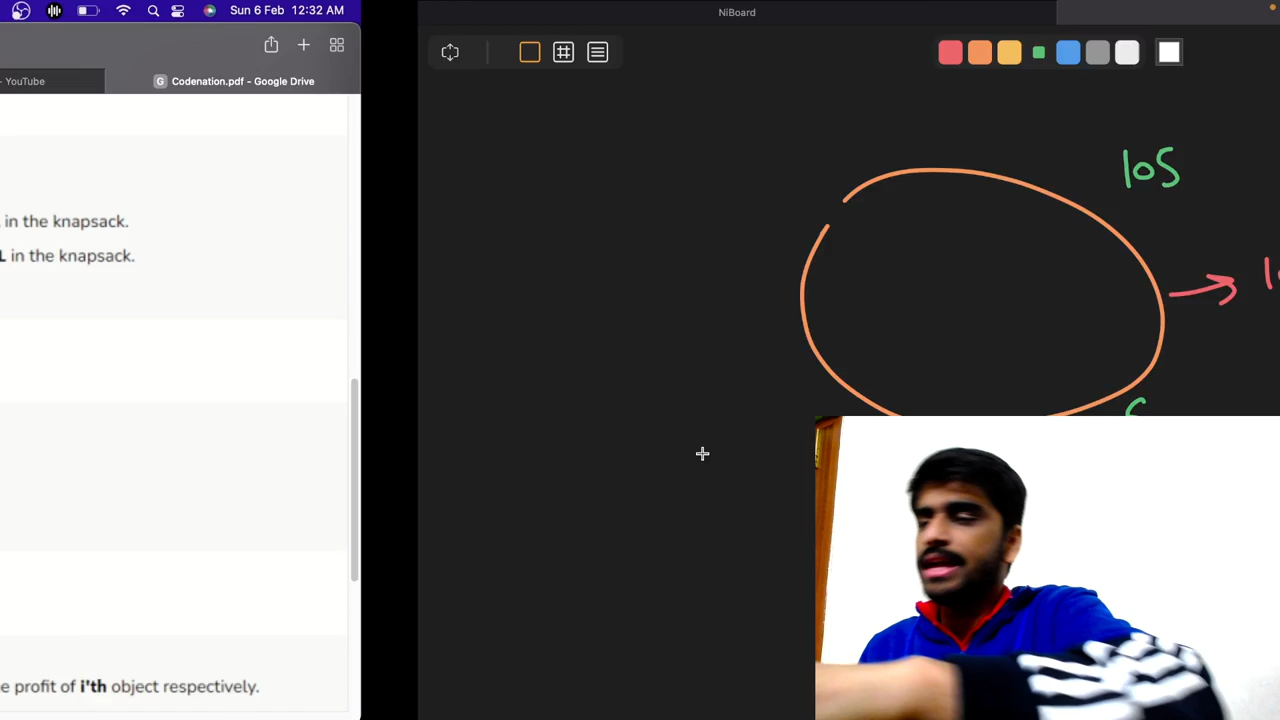 Sun 6 Feb 12:32 AM
NiBoard
YouTube
G Codenation.pdf - Google Drive
105
in the knapsack.
L in the knapsack.
e profit of i'th object respectively.